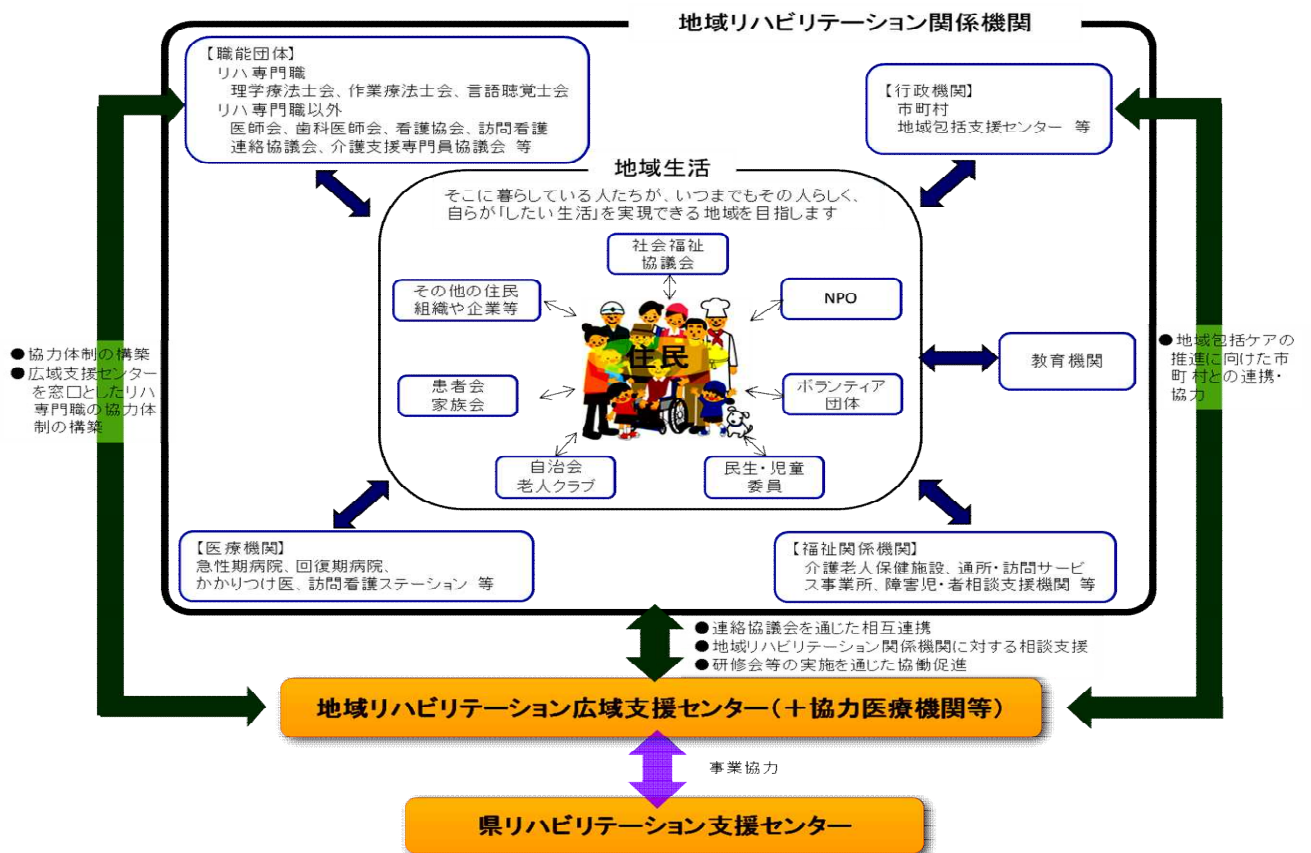 地域リハビリテーション関係機関
【職能団体】
リハ専門職
理学療法士会、作業療法士会、言語聴覚士会
リハ専門職以外
医師会、歯科医師会、看護協会、訪問看護
連絡協議会、介護支援専門員協議会 等
【行政機関】
市町村
地域包括支援センター 等
地域生活
そこに暮らしている人たちが、いつまでもその人らしく、
自らが「したい生活」を実現できる地域を目指します
社会福祉
協議会
その他の住民
組織や企業等
NPO
住民
患者会
家族会
ボランティア
団体
自治会
老人クラブ
民生・児童
委員
教育機関
●協力体制の構築
●広域支援センター
を窓口としたリハ
専門職の協力体
制の構築
●地域包括ケアの
推進に向けた市
町村との連携・
協力
【医療機関】
急性期病院、回復期病院、
かかりつけ医、訪問看護ステーション 等
【福祉関係機関】
介護老人保健施設、通所・訪問サービ
ス事業所、障害児・者相談支援機関 等
●連絡協議会を通じた相互連携
●地域リハビリテーション関係機関に対する相談支援
●研修会等の実施を通じた協働促進
地域リハビリテーション広域支援センター(+協力医療機関等)
事業協力
県リハビリテーション支援センター